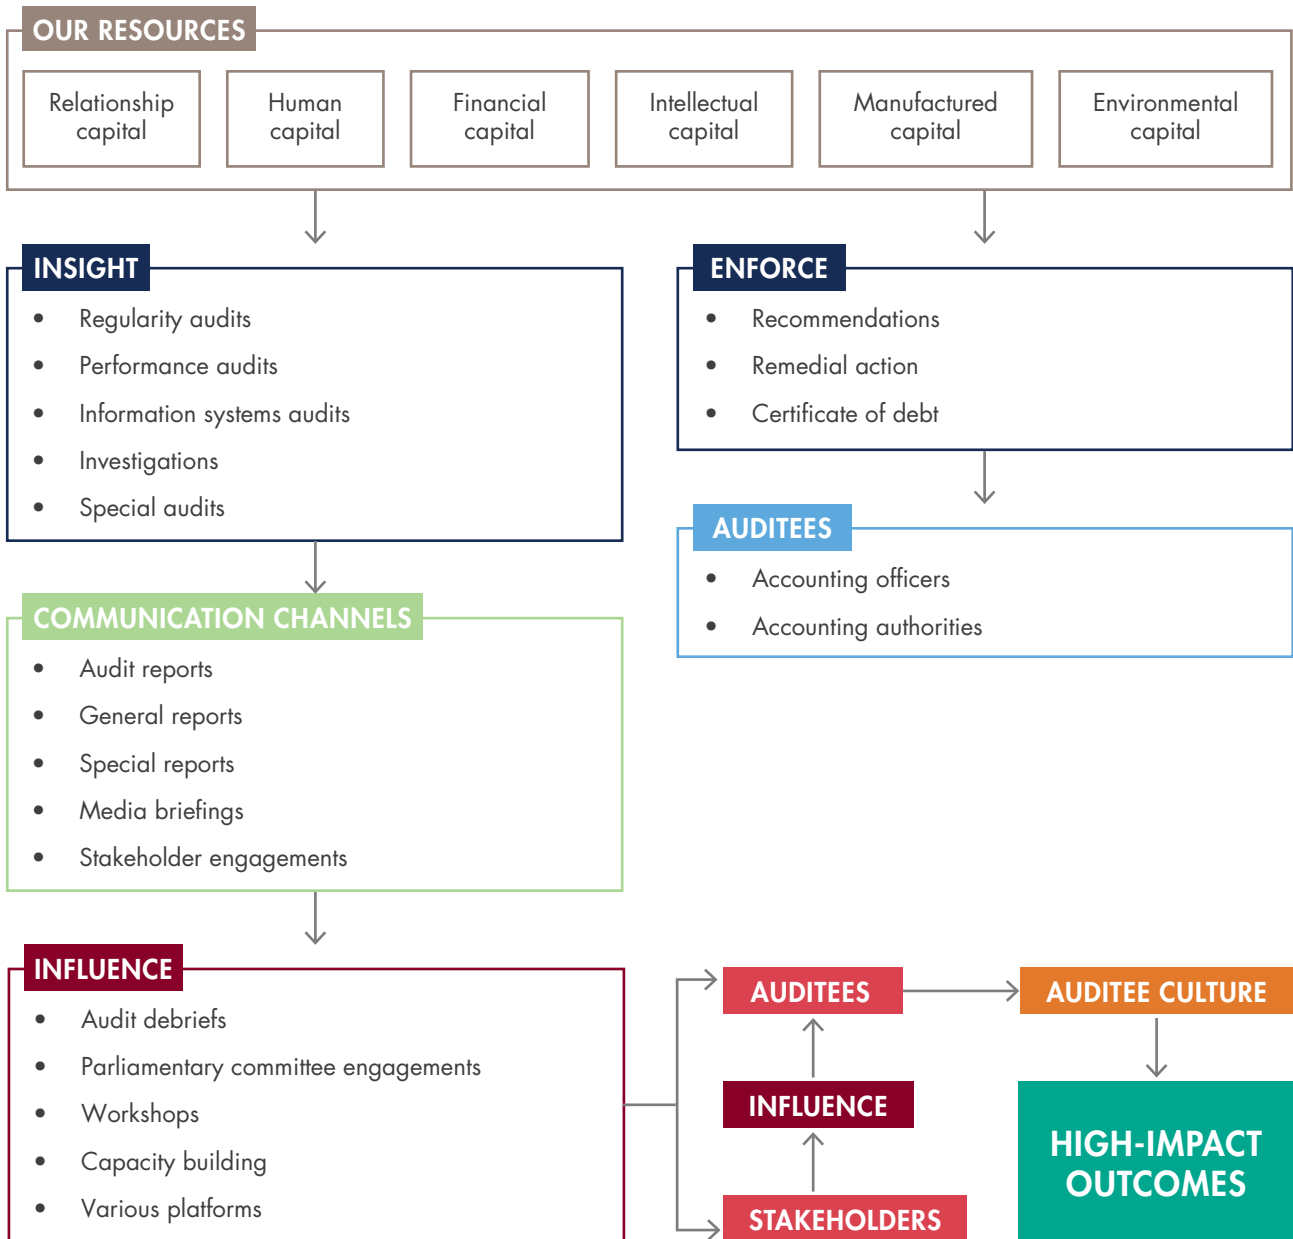 OUR RESOURCES
Relationship
capital
Human
capital
Financial
capital
Intellectual
capital
Manufactured
capital
Environmental
capital
INSIGHT
• Regularity audits
• Performance audits
• Information systems audits
• Investigations
• Special audits
ENFORCE
• Recommendations
• Remedial action
• Certificate of debt
AUDITEES
• Accounting officers
• Accounting authorities
COMMUNICATION CHANNELS
• Audit reports
• General reports
• Special reports
• Media briefings
• Stakeholder engagements
INFLUENCE
• Audit debriefs
• Parliamentary committee engagements
• Workshops
• Capacity building
• Various platforms
AUDITEES
INFLUENCE
STAKEHOLDERS
AUDITEE CULTURE
HIGH-IMPACT
OUTCOMES